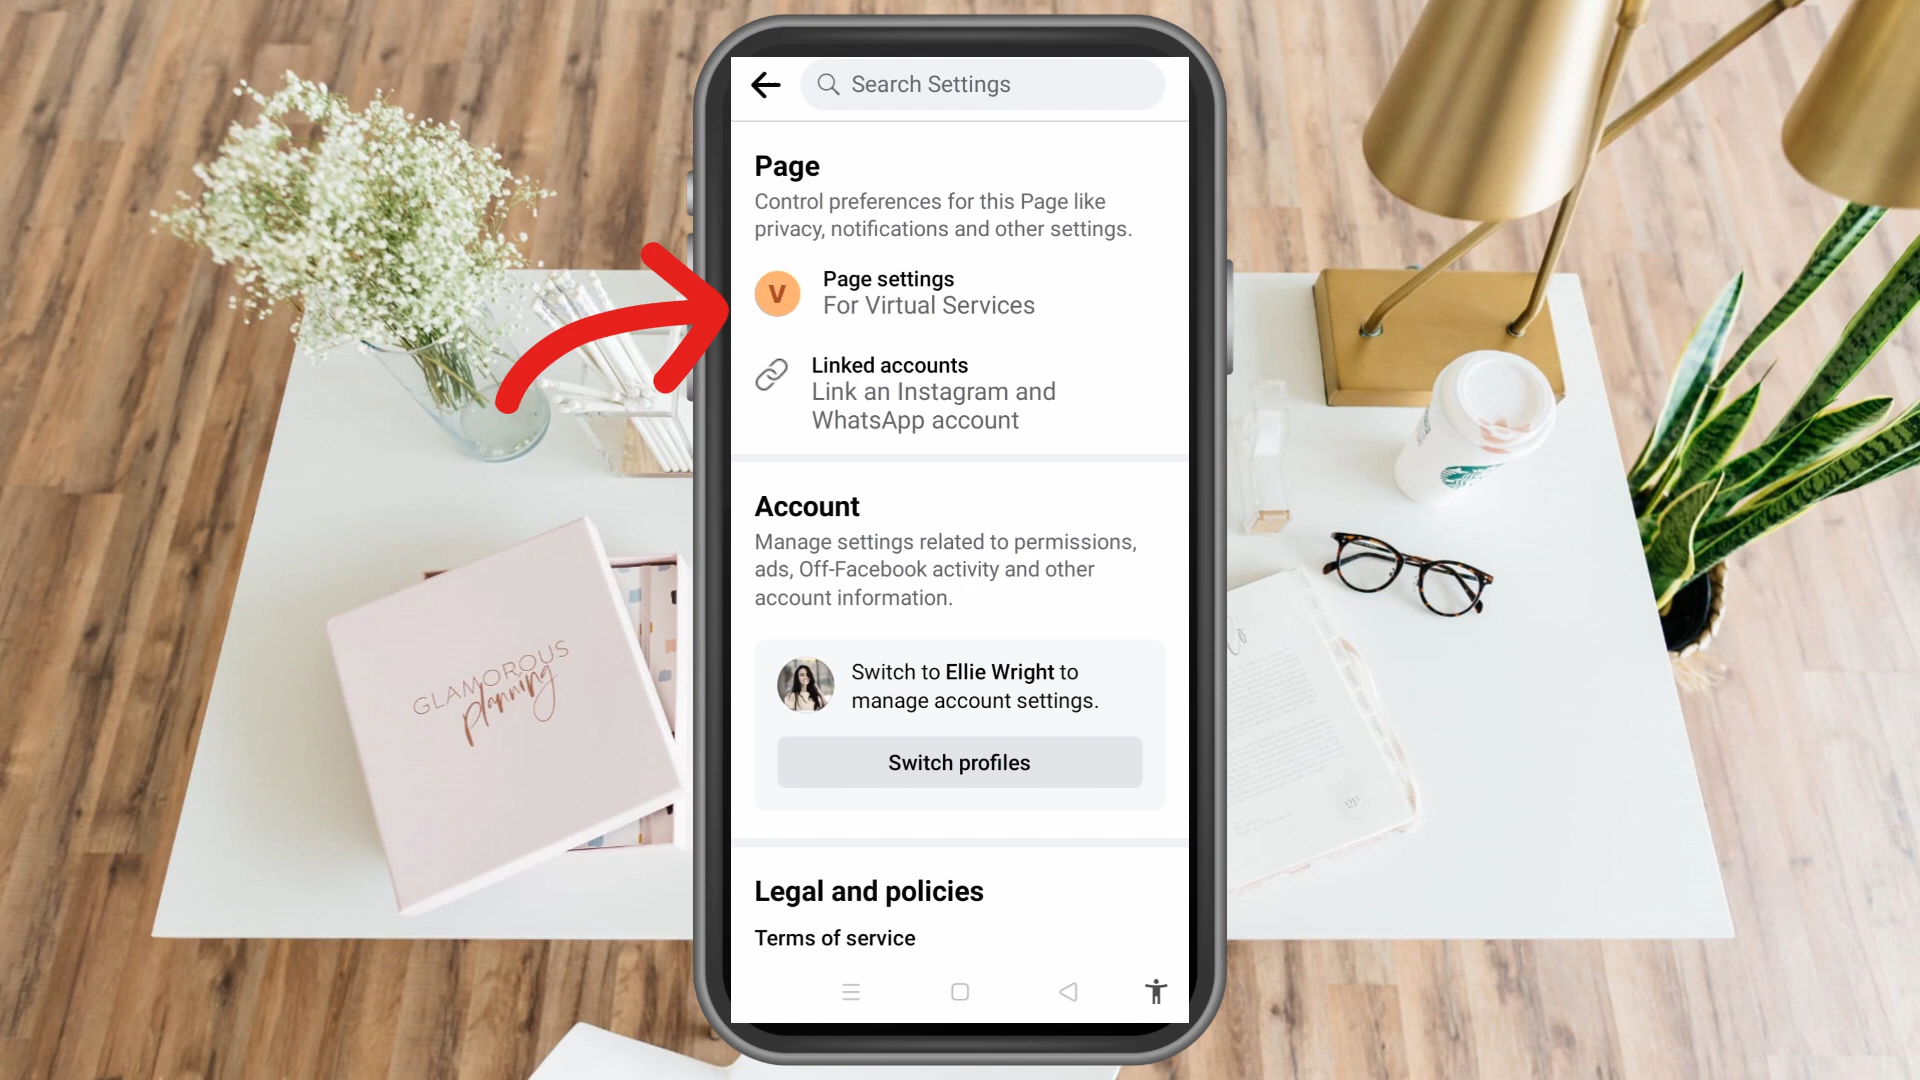 Search Settings
Page
Control preferences for this Page like
privacy, notifications and other settings.
V
Page settings
For Virtual Services
Linked accounts
Link an Instagram and
WhatsApp account
Account
Manage settings related to permissions,
ads, Off-Facebook activity and other
account information.
Switch to Ellie Wright to
manage account settings.
Switch profiles
Legal and policies
Terms of service
GLAMOROUS
planning